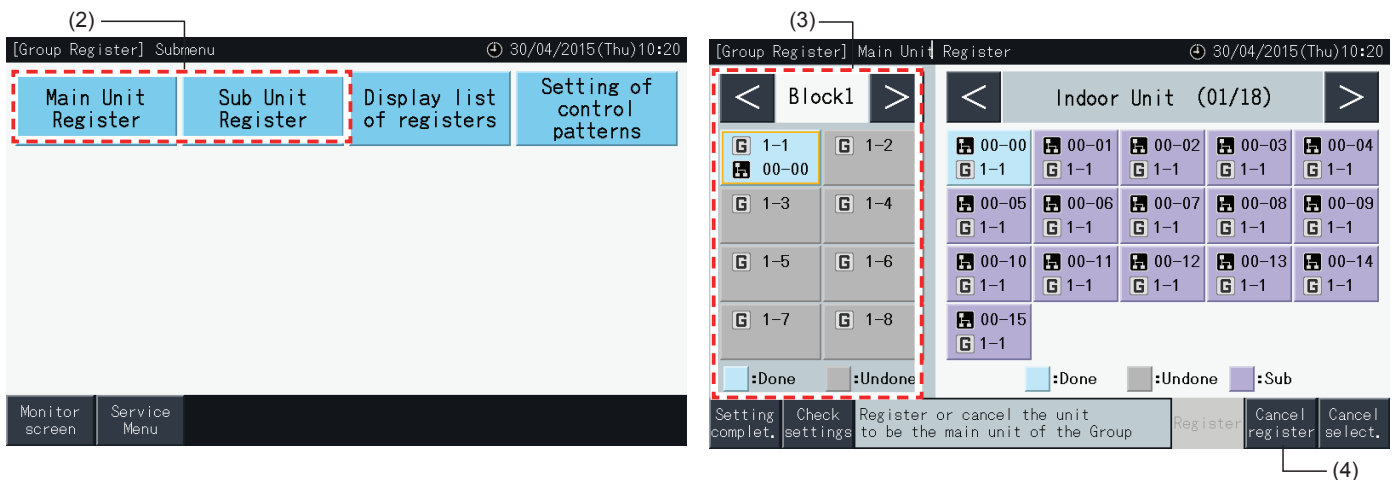 (2)
[Group Register] Submenu 30/04/2015(Thu)10:20
Main Unit Register
Sub Unit Register
Display list of registers
Setting of control patterns
Monitor screen
Service Menu
(3)
[Group Register] Main Unit Register 30/04/2015(Thu)10:20
< Block1 >
G 1-1
00-00
G 1-2
G 1-3
G 1-4
G 1-5
G 1-6
G 1-7
G 1-8
:Done :Undone
< Indoor Unit (01/18) >
00-00 00-01 00-02 00-03 00-04
G 1-1 G 1-1 G 1-1 G 1-1 G 1-1
00-05 00-06 00-07 00-08 00-09
G 1-1 G 1-1 G 1-1 G 1-1 G 1-1
00-10 00-11 00-12 00-13 00-14
G 1-1 G 1-1 G 1-1 G 1-1 G 1-1
00-15
G 1-1
:Done :Undone :Sub
Setting complet.
Check settings
Register or cancel the unit
to be the main unit of the Group
Register
Cancel register
Cancel select.
(4)